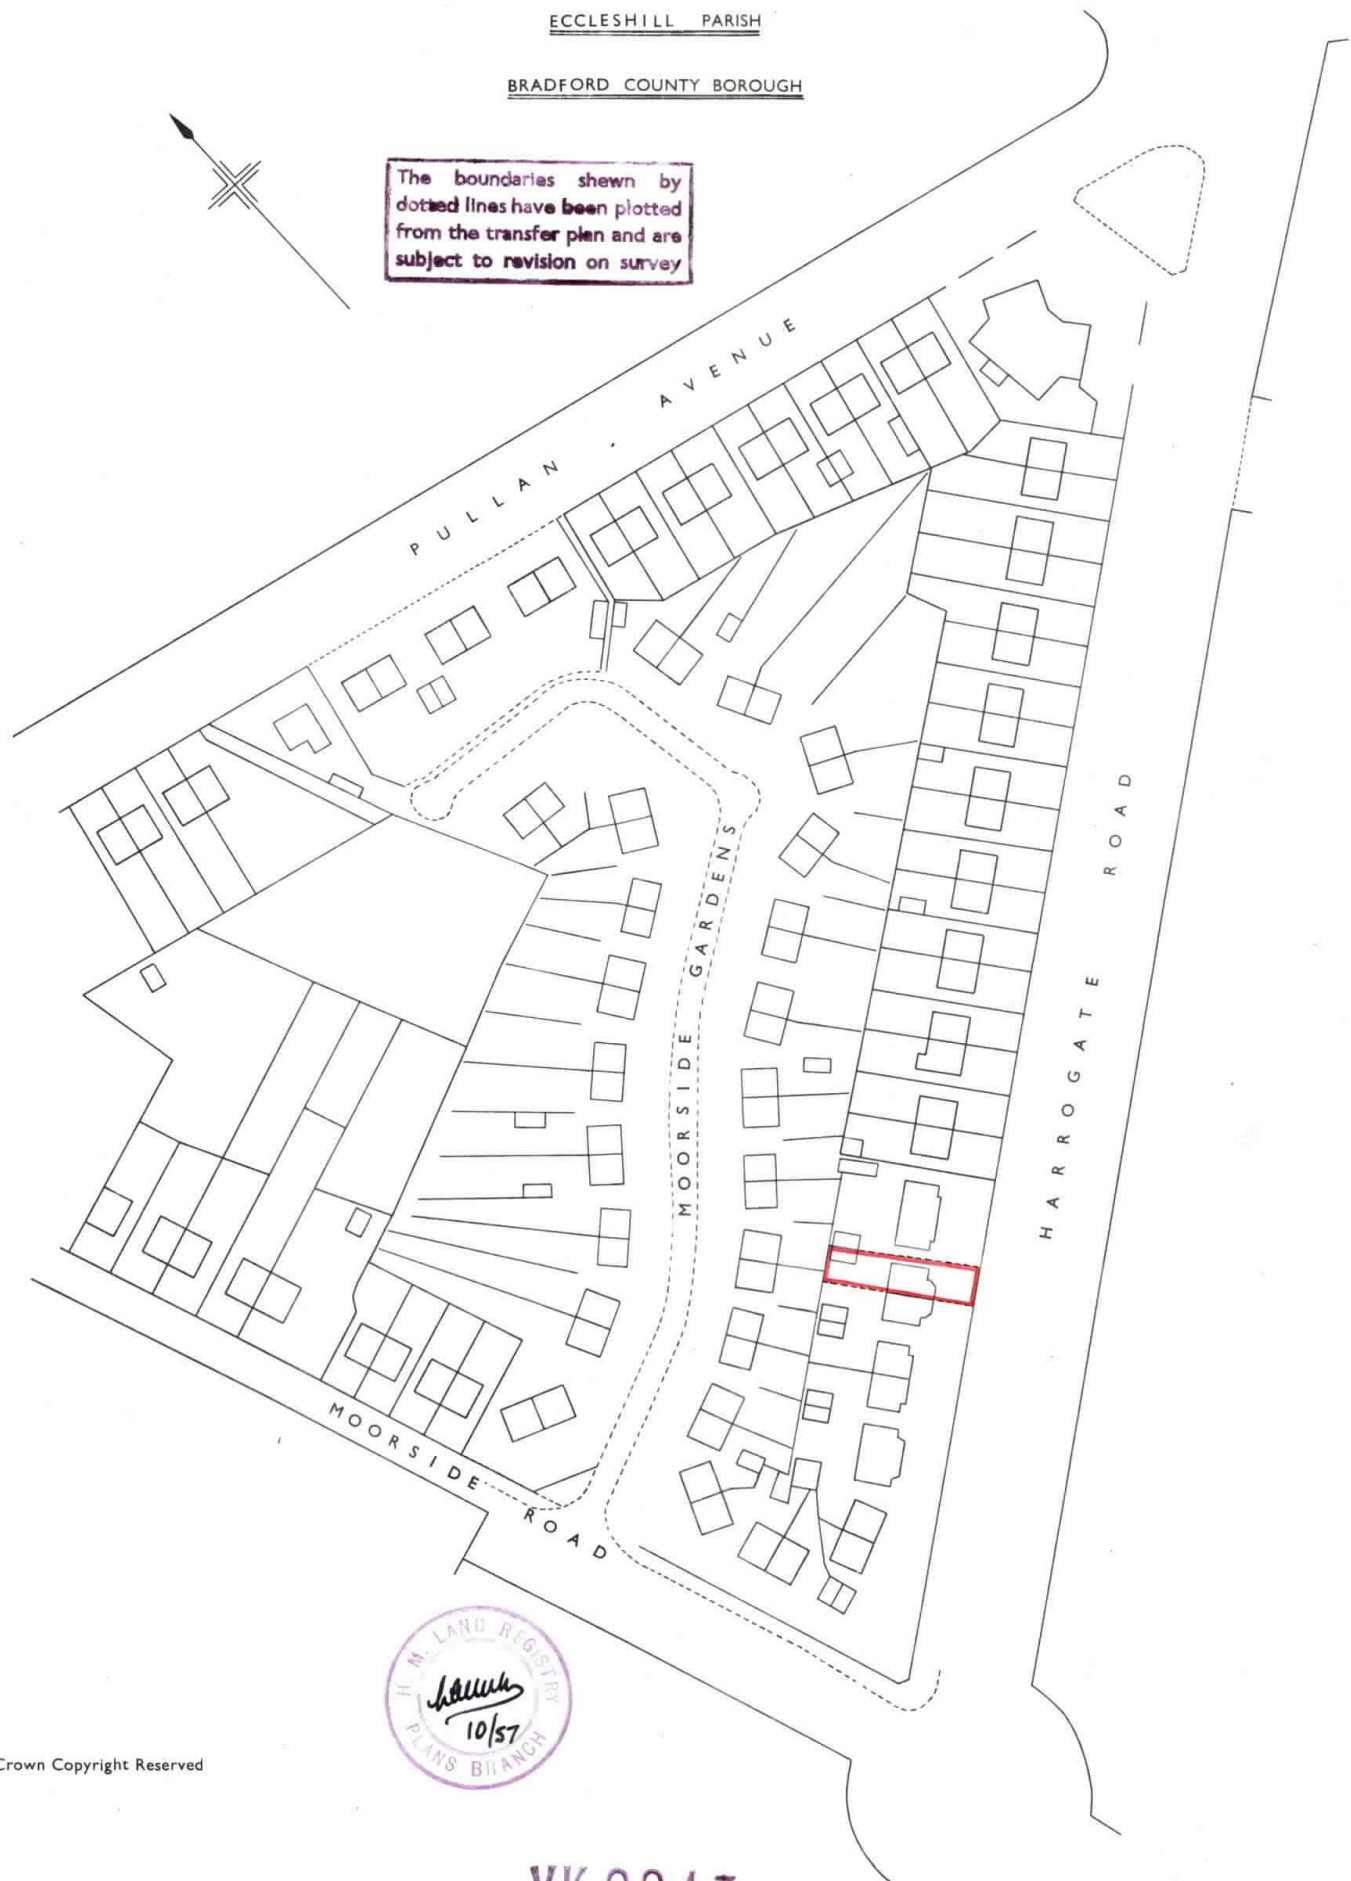 ECCLESHILL PARISH
BRADFORD COUNTY BOROUGH
The boundaries shewn by
dotted lines have been plotted
from the transfer plan and are
subject to revision on survey
PULLAN AVENUE
HARROGATE ROAD
MOORSIDE GARDENS
MOORSIDE ROAD
H. M. LAND REGISTRY
10/57
PLANS BRANCH
Crown Copyright Reserved